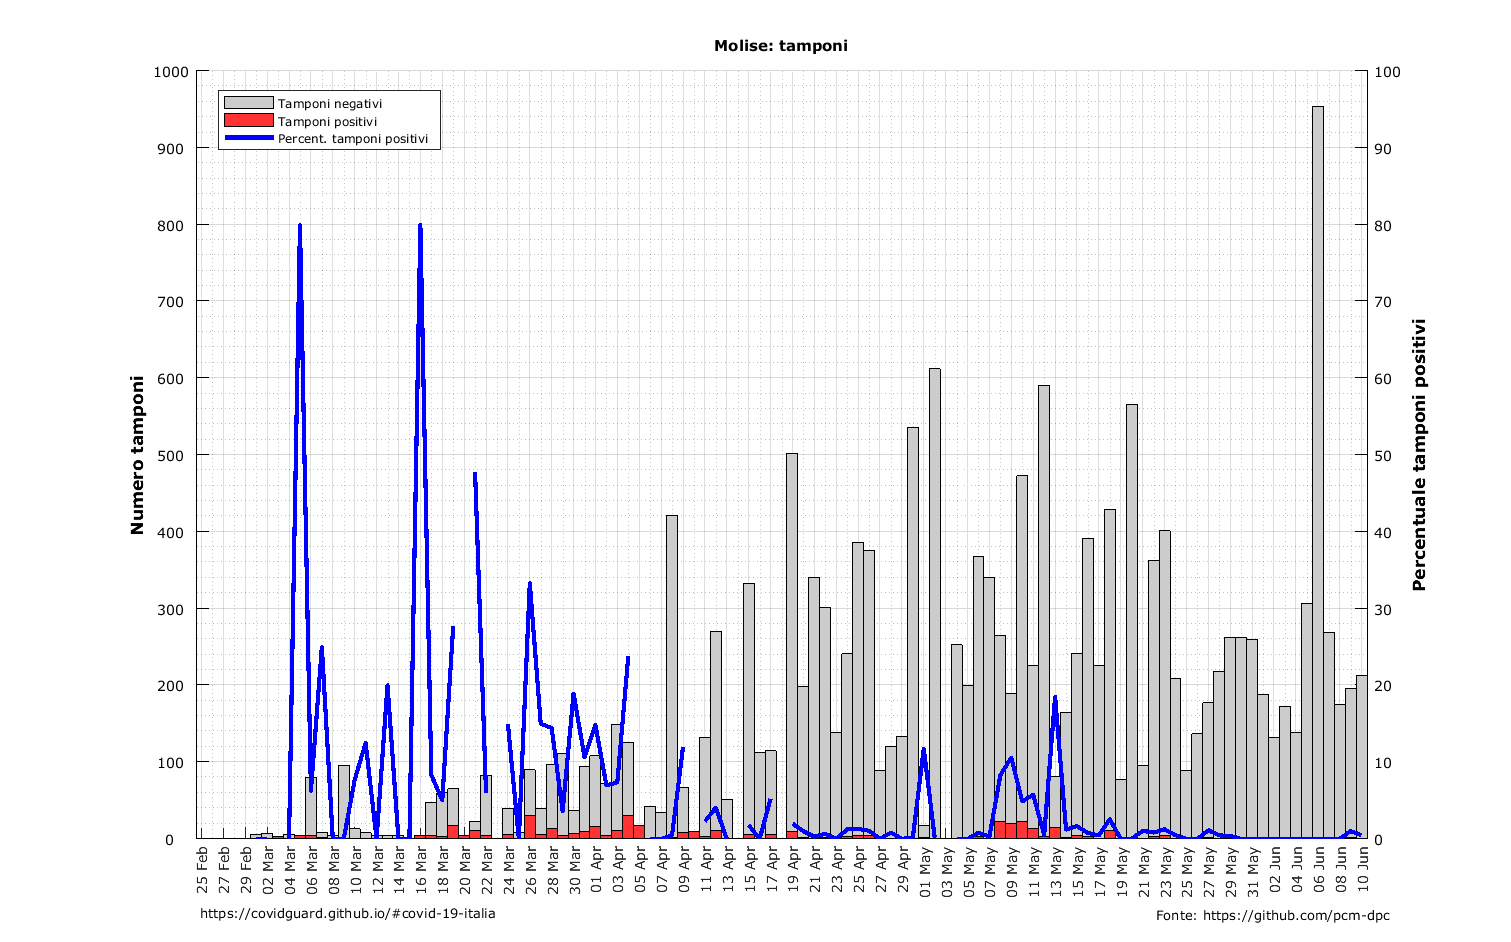 Molise: tamponi
Tamponi negativi
Tamponi positivi
Percent. tamponi positivi
Numero tamponi
1000
900
800
700
600
500
400
300
200
100
0
100
90
80
70
60
50
40
30
20
10
0
Percentuale tamponi positivi
25 Feb
27 Feb
29 Feb
02 Mar
04 Mar
06 Mar
08 Mar
10 Mar
12 Mar
14 Mar
16 Mar
18 Mar
20 Mar
22 Mar
24 Mar
26 Mar
28 Mar
30 Mar
01 Apr
03 Apr
05 Apr
07 Apr
09 Apr
11 Apr
13 Apr
15 Apr
17 Apr
19 Apr
21 Apr
23 Apr
25 Apr
27 Apr
29 Apr
01 May
03 May
05 May
07 May
09 May
11 May
13 May
15 May
17 May
19 May
21 May
23 May
25 May
27 May
29 May
31 May
02 Jun
04 Jun
06 Jun
08 Jun
10 Jun
https://covidguard.github.io/#covid-19-italia
Fonte: https://github.com/pcm-dpc